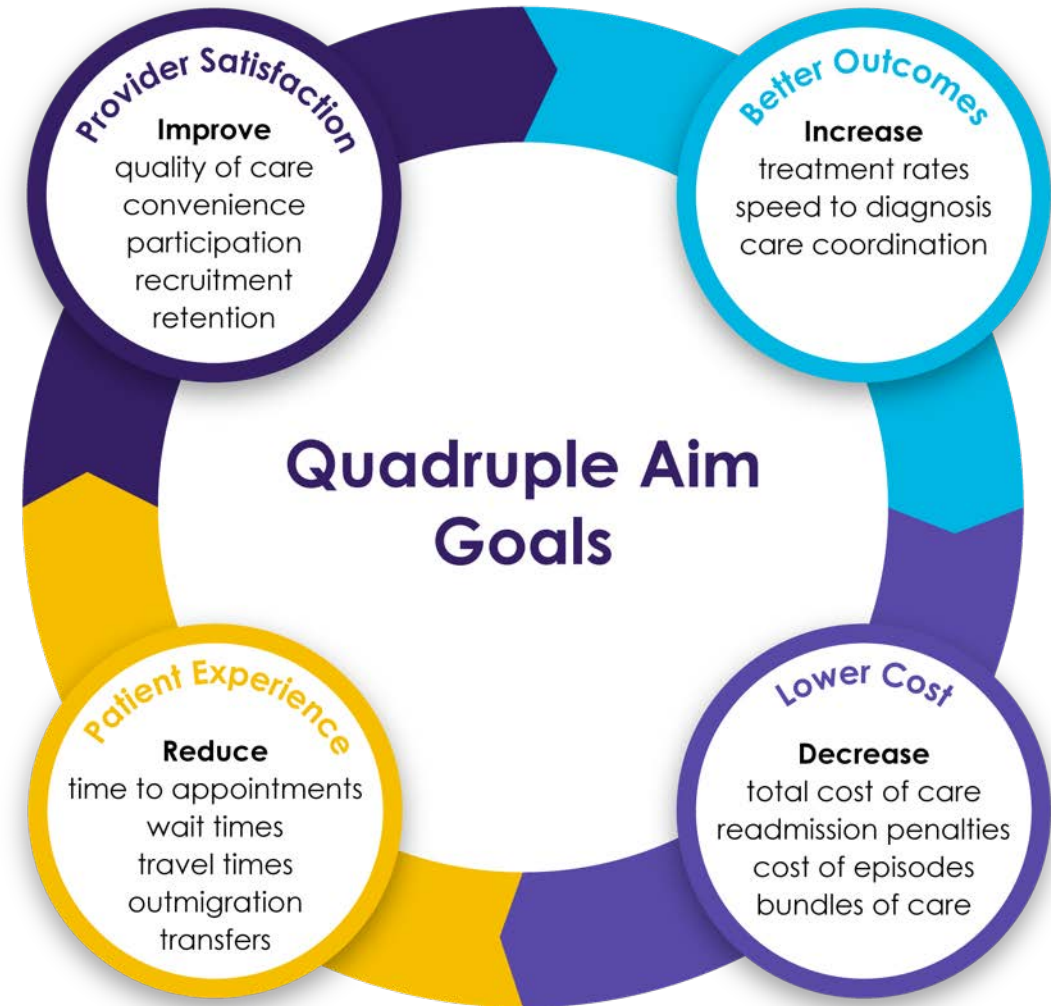 Provider Satisfaction
Improve
quality of care
convenience
participation
recruitment
retention
Better Outcomes
Increase
treatment rates
speed to diagnosis
care coordination
Quadruple Aim
Goals
Patient Experience
Reduce
time to appointments
wait times
travel times
outmigration
transfers
Lower Cost
Decrease
total cost of care
readmission penalties
cost of episodes
bundles of care